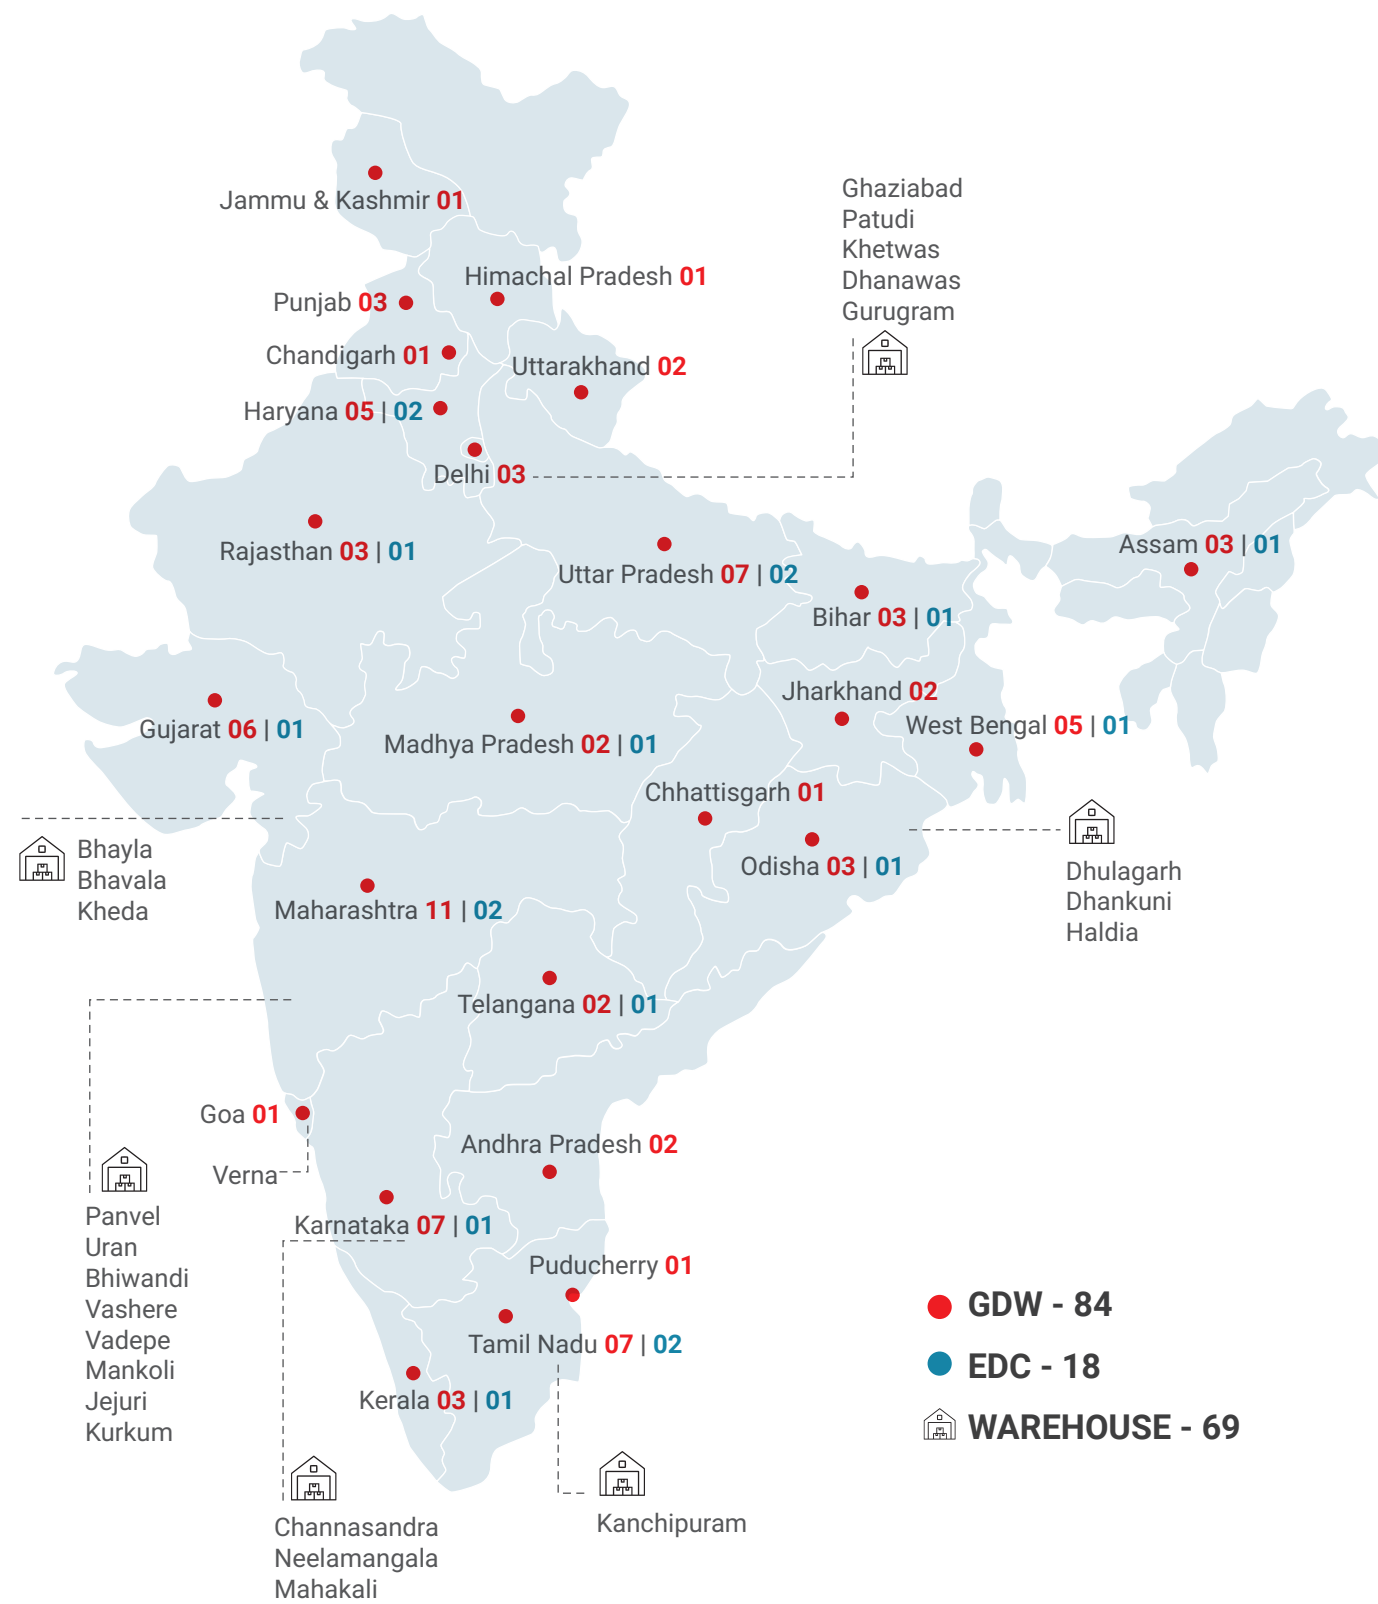 Jammu & Kashmir 01
Ghaziabad
Patudi
Khetwas
Dhanawas
Gurugram
Himachal Pradesh 01
Punjab 03
Chandigarh 01
Uttarakhand 02
Haryana 05 | 02
Delhi 03
Rajasthan 03 | 01
Uttar Pradesh 07 | 02
Assam 03 | 01
Bihar 03 | 01
Jharkhand 02
Gujarat 06 | 01
Madhya Pradesh 02 | 01
West Bengal 05 | 01
Chhattisgarh 01
Odisha 03 | 01
Bhayla
Bhavala
Kheda
Dhulagarh
Dhankuni
Haldia
Maharashtra 11 | 02
Telangana 02 | 01
Goa 01
Verna
Andhra Pradesh 02
Karnataka 07 | 01
Panvel
Uran
Bhiwandi
Vashere
Vadepe
Mankoli
Jejuri
Kurkum
Puducherry 01
Tamil Nadu 07 | 02
Kerala 03 | 01
GDW - 84
EDC - 18
WAREHOUSE - 69
Channasandra
Neelamangala
Mahakali
Kanchipuram